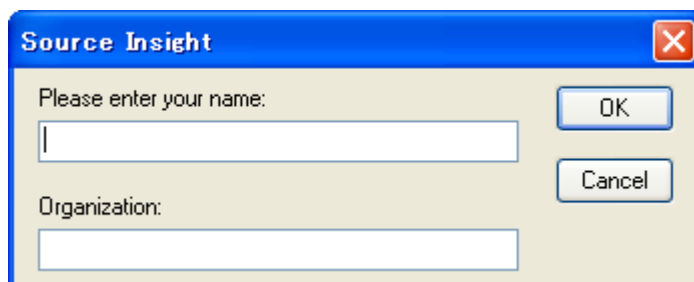 Source Insight
Please enter your name:
OK
Cancel
Organization: